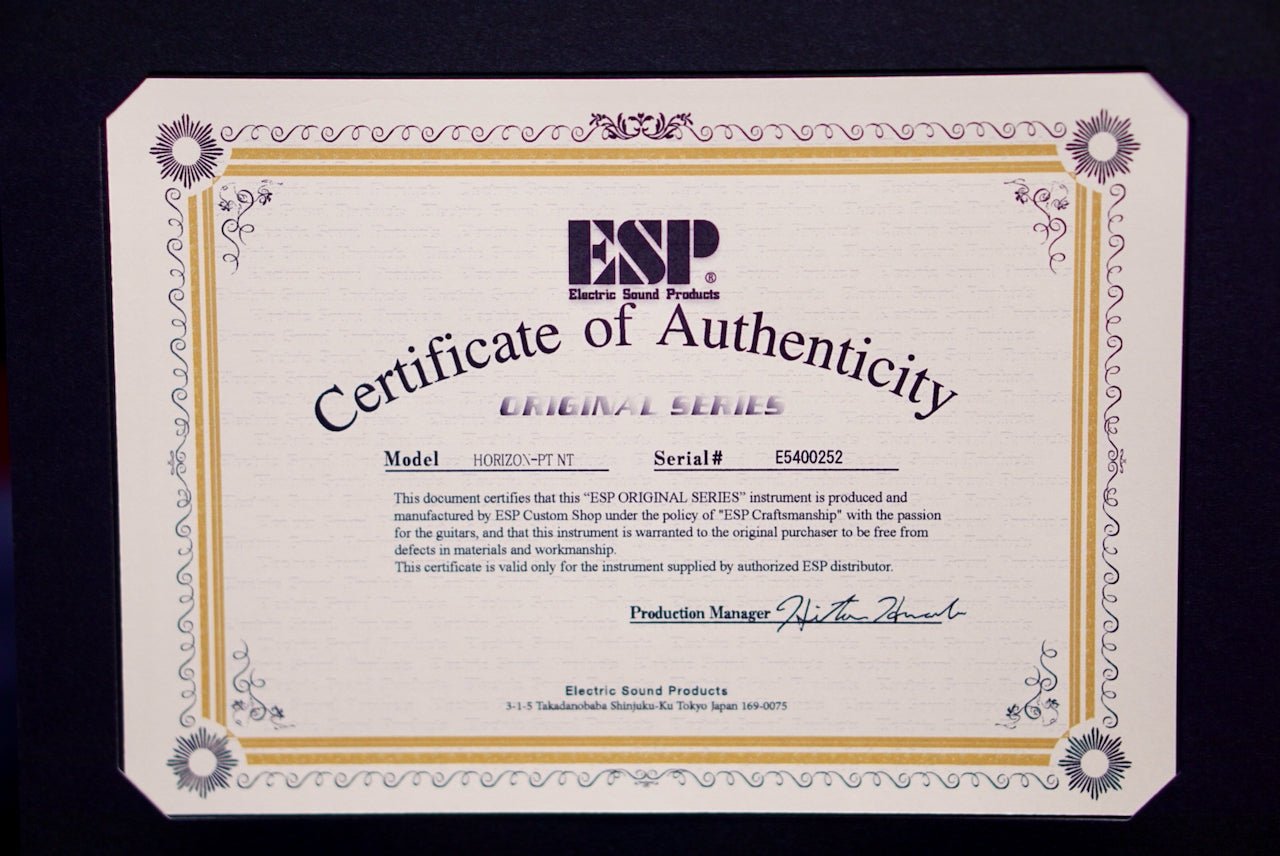 ESP®
Electric Sound Products
Certificate of Authenticity
ORIGINAL SERIES
Model HORIZON-PT NT Serial# E5400252
This document certifies that this “ESP ORIGINAL SERIES” instrument is produced and
manufactured by ESP Custom Shop under the policy of "ESP Craftsmanship" with the passion
for the guitars, and that this instrument is warranted to the original purchaser to be free from
defects in materials and workmanship.
This certificate is valid only for the instrument supplied by authorized ESP distributor.
Production Manager
Electric Sound Products
3-1-5 Takadanobaba Shinjuku-Ku Tokyo Japan 169-0075